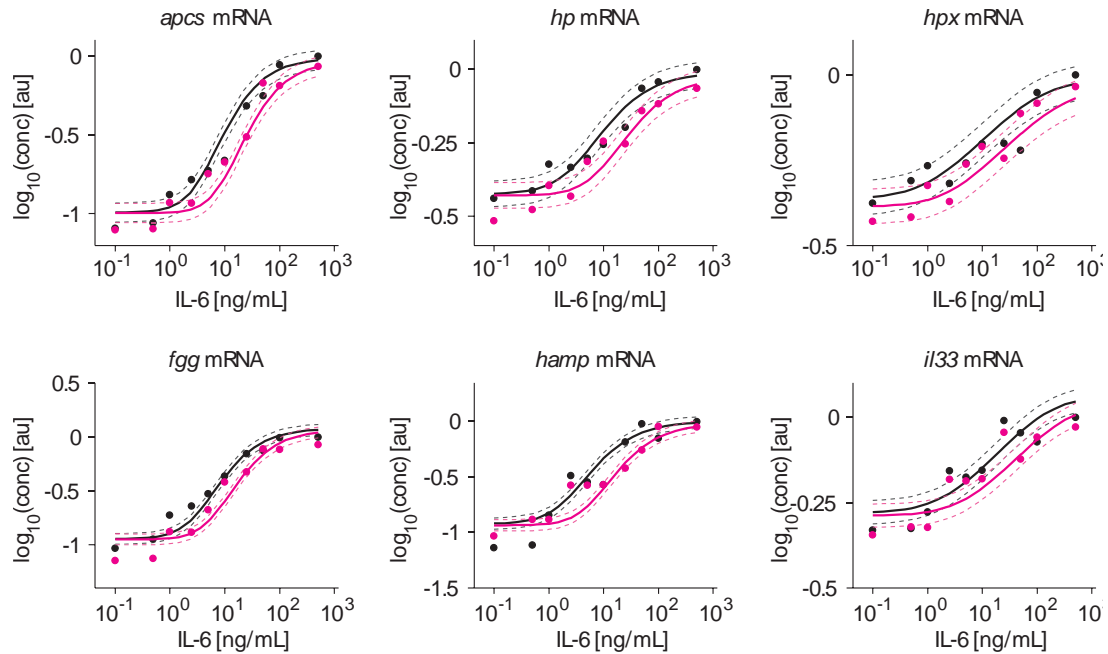 apcs mRNA
hp mRNA
hpx mRNA
log₁₀(conc) [au]
0
-0.5
-1
10⁻¹ 10⁰ 10¹ 10² 10³
IL-6 [ng/mL]
log₁₀(conc) [au]
0
-0.25
-0.5
10⁻¹ 10⁰ 10¹ 10² 10³
IL-6 [ng/mL]
log₁₀(conc) [au]
0
-0.5
10⁻¹ 10⁰ 10¹ 10² 10³
IL-6 [ng/mL]
fgg mRNA
hamp mRNA
il33 mRNA
log₁₀(conc) [au]
0.5
0
-0.5
-1
10⁻¹ 10⁰ 10¹ 10² 10³
IL-6 [ng/mL]
log₁₀(conc) [au]
0
-0.5
-1
-1.5
10⁻¹ 10⁰ 10¹ 10² 10³
IL-6 [ng/mL]
log₁₀(conc) [au]
0
-0.25
-0.5
10⁻¹ 10⁰ 10¹ 10² 10³
IL-6 [ng/mL]